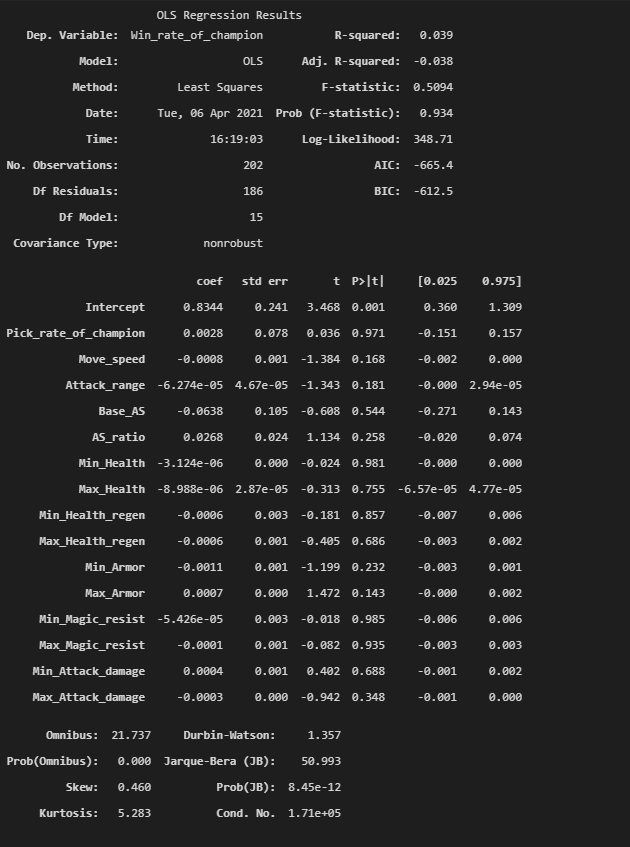 OLS Regression Results
Dep. Variable: Win_rate_of_champion R-squared: 0.039
Model: OLS Adj. R-squared: -0.038
Method: Least Squares F-statistic: 0.5094
Date: Tue, 06 Apr 2021 Prob (F-statistic): 0.934
Time: 16:19:03 Log-Likelihood: 348.71
No. Observations: 202 AIC: -665.4
Df Residuals: 186 BIC: -612.5
Df Model: 15
Covariance Type: nonrobust
coef std err t P>|t| [0.025 0.975]
Intercept 0.8344 0.241 3.468 0.001 0.360 1.309
Pick_rate_of_champion 0.0028 0.078 0.036 0.971 -0.151 0.157
Move_speed -0.0008 0.001 -1.384 0.168 -0.002 0.000
Attack_range -6.274e-05 4.67e-05 -1.343 0.181 -0.000 2.94e-05
Base_AS -0.0638 0.105 -0.608 0.544 -0.271 0.143
AS_ratio 0.0268 0.024 1.134 0.258 -0.020 0.074
Min_Health -3.124e-06 0.000 -0.024 0.981 -0.000 0.000
Max_Health -8.988e-06 2.87e-05 -0.313 0.755 -6.57e-05 4.77e-05
Min_Health_regen -0.0006 0.003 -0.181 0.857 -0.007 0.006
Max_Health_regen -0.0006 0.001 -0.405 0.686 -0.003 0.002
Min_Armor -0.0011 0.001 -1.199 0.232 -0.003 0.001
Max_Armor 0.0007 0.000 1.472 0.143 -0.000 0.002
Min_Magic_resist -5.426e-05 0.003 -0.018 0.985 -0.006 0.006
Max_Magic_resist -0.0001 0.001 -0.082 0.935 -0.003 0.003
Min_Attack_damage 0.0004 0.001 0.402 0.688 -0.001 0.002
Max_Attack_damage -0.0003 0.000 -0.942 0.348 -0.001 0.000
Omnibus: 21.737 Durbin-Watson: 1.357
Prob(Omnibus): 0.000 Jarque-Bera (JB): 50.993
Skew: 0.460 Prob(JB): 8.45e-12
Kurtosis: 5.283 Cond. No. 1.71e+05